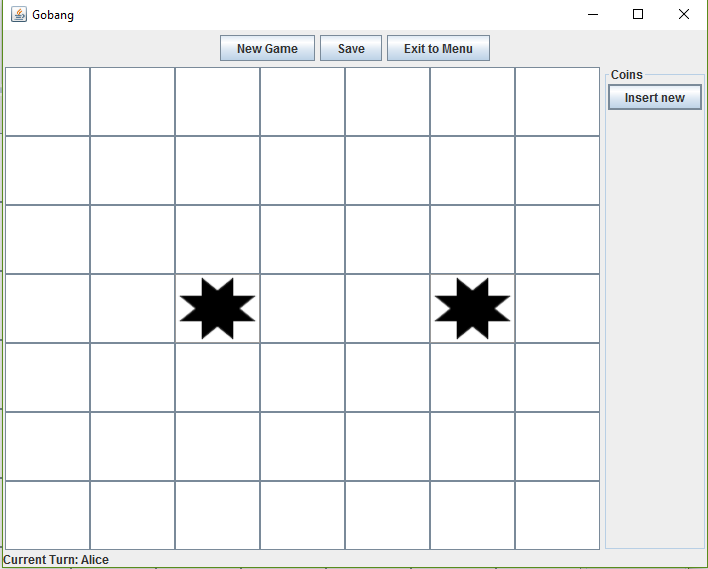 Gobang
New Game Save Exit to Menu
Coins
Insert new
Current Turn: Alice